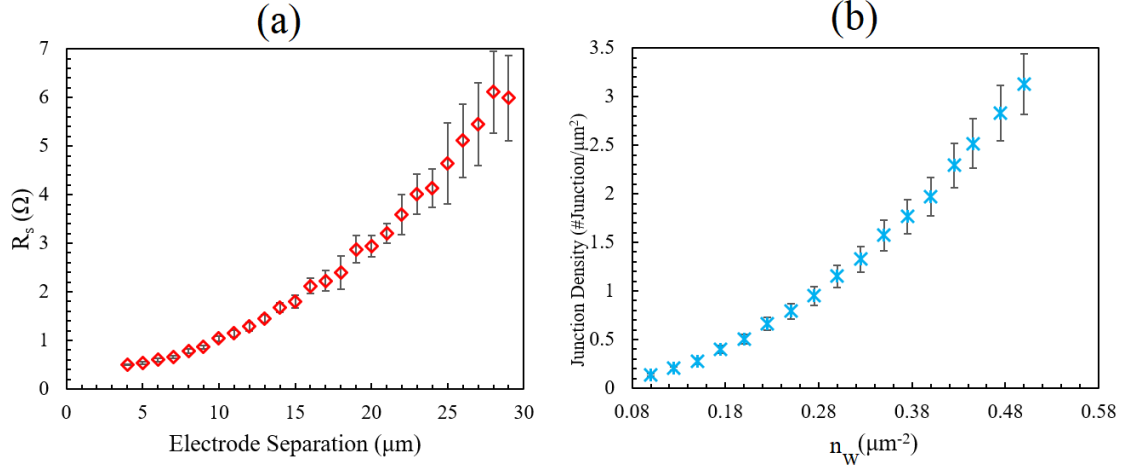 (a)
7
6
5
4
3
2
1
0
R_s (Ω)
0 5 10 15 20 25 30
Electrode Separation (μm)
(b)
3.5
3
2.5
2
1.5
1
0.5
0
Junction Density (#Junction/μm²)
0.08 0.18 0.28 0.38 0.48 0.58
n_w(μm⁻²)